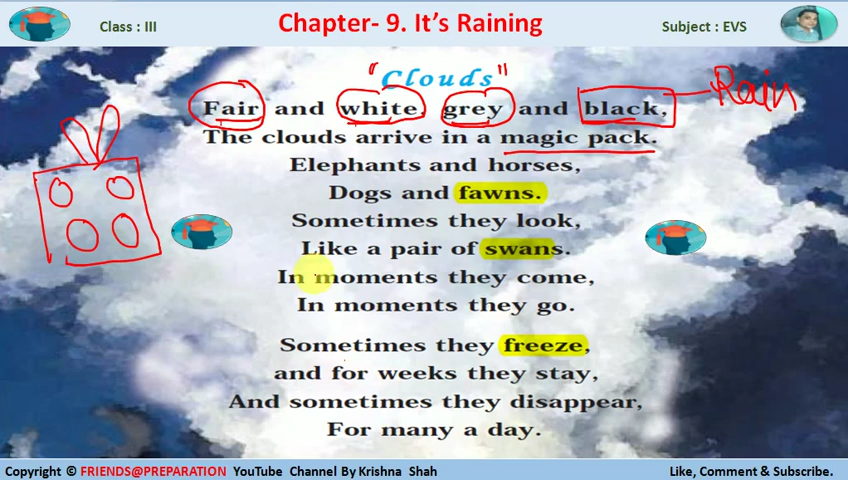 Class : III
Chapter- 9. It’s Raining
Subject : EVS
"Clouds"
Fair and white, grey and black,
Rain
The clouds arrive in a magic pack.
Elephants and horses,
Dogs and fawns.
Sometimes they look,
Like a pair of swans.
In moments they come,
In moments they go.
Sometimes they freeze,
and for weeks they stay,
And sometimes they disappear,
For many a day.
Copyright © FRIENDS@PREPARATION YouTube Channel By Krishna Shah
Like, Comment & Subscribe.